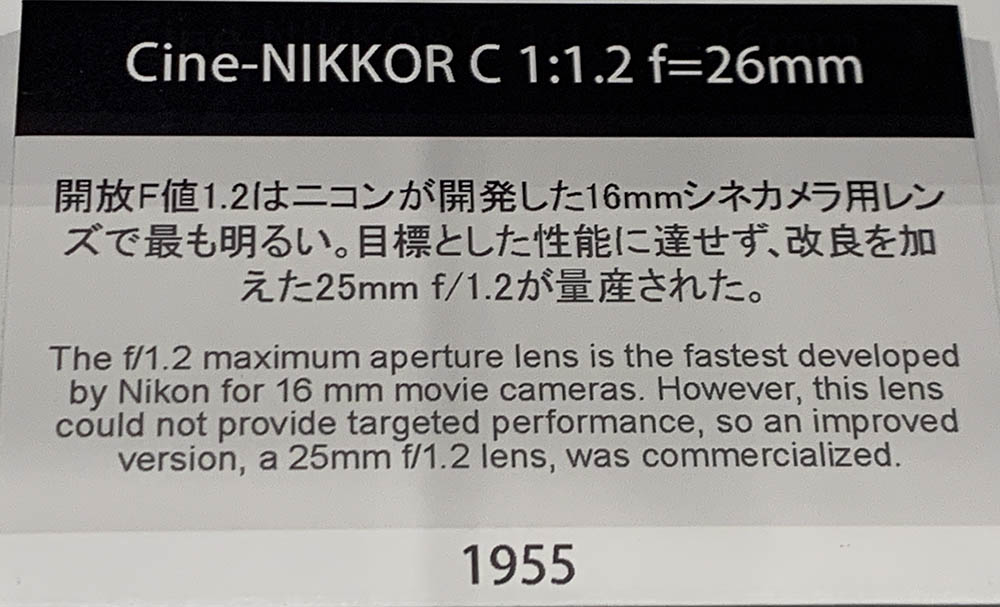 Cine-NIKKOR C 1:1.2 f=26mm
開放F値1.2はニコンが開発した16mmシネカメラ用レン
ズで最も明るい。目標とした性能に達せず、改良を加
えた25mm f/1.2が量産された。
The f/1.2 maximum aperture lens is the fastest developed
by Nikon for 16 mm movie cameras. However, this lens
could not provide targeted performance, so an improved
version, a 25mm f/1.2 lens, was commercialized.
1955